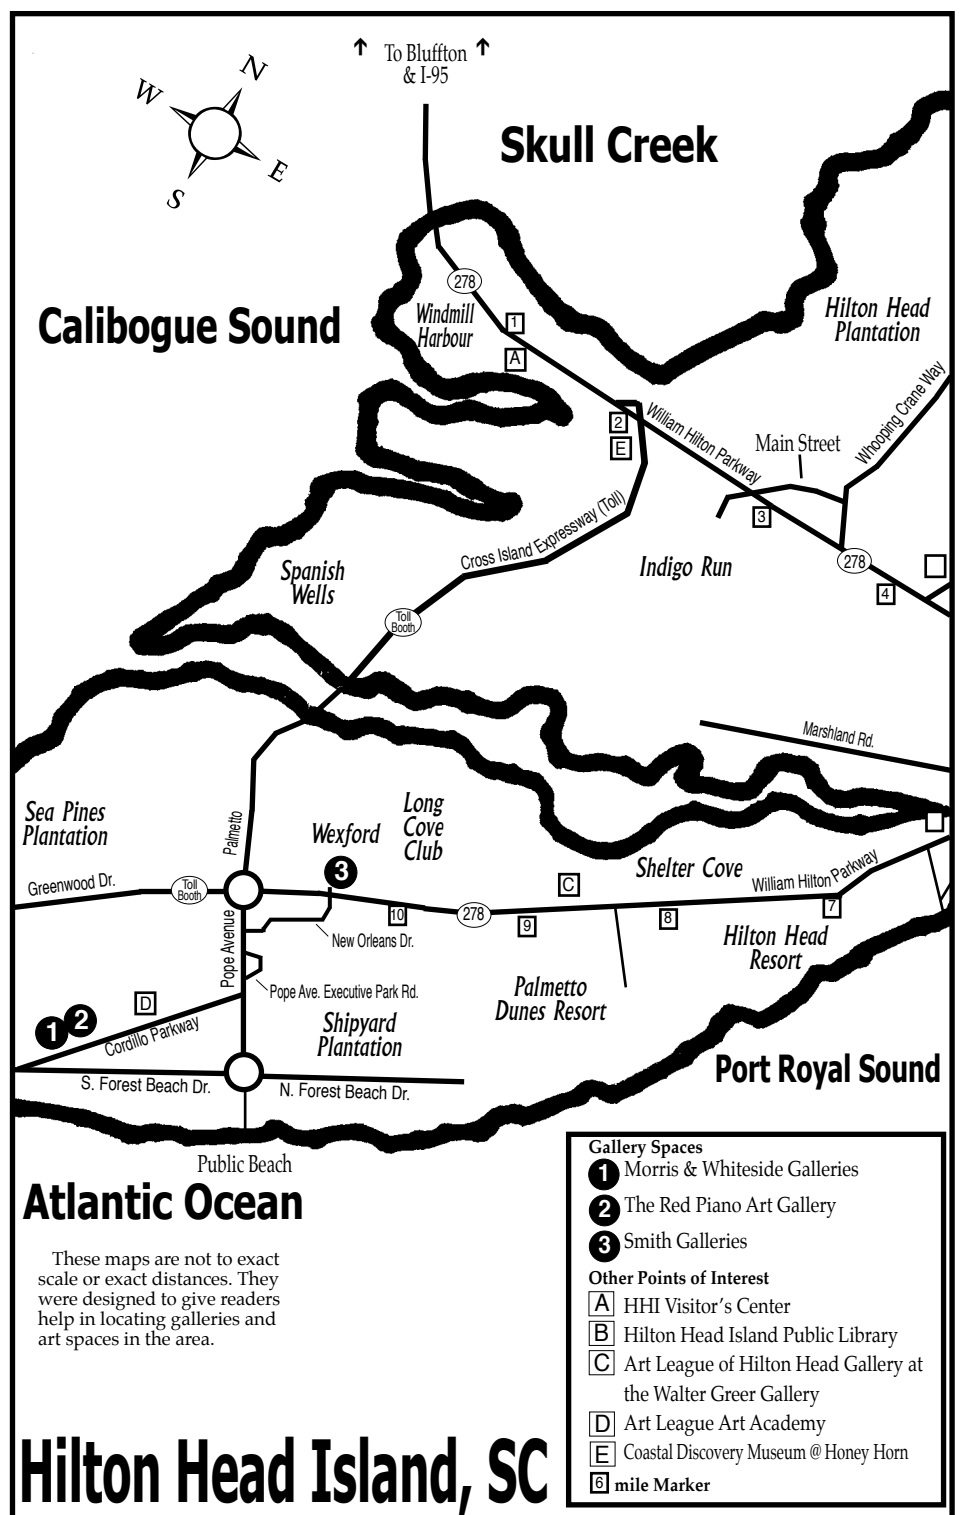 To Bluffton
& I-95
N
W
E
S
Skull Creek
278
Windmill
Harbour
1
A
Calibogue Sound
Hilton Head
Plantation
Whooping Crane Way
2
E
William Hilton Parkway
Main Street
3
Cross Island Expressway (Toll)
278
Indigo Run
4
Spanish
Wells
Toll
Booth
Marshland Rd.
Sea Pines
Plantation
Palmetto
Wexford
Long
Cove
Club
3
Shelter Cove
Greenwood Dr.
Toll
Booth
C
William Hilton Parkway
10
278
9
8
7
Pope Avenue
New Orleans Dr.
Hilton Head
Resort
Pope Ave. Executive Park Rd.
Palmetto
Dunes Resort
D
1
2
Cordillo Parkway
Shipyard
Plantation
Port Royal Sound
S. Forest Beach Dr.
N. Forest Beach Dr.
Public Beach
Atlantic Ocean
These maps are not to exact
scale or exact distances. They
were designed to give readers
help in locating galleries and
art spaces in the area.
Gallery Spaces
1 Morris & Whiteside Galleries
2 The Red Piano Art Gallery
3 Smith Galleries
Other Points of Interest
A HHI Visitor's Center
B Hilton Head Island Public Library
C Art League of Hilton Head Gallery at
the Walter Greer Gallery
D Art League Art Academy
E Coastal Discovery Museum @ Honey Horn
6 mile Marker
Hilton Head Island, SC